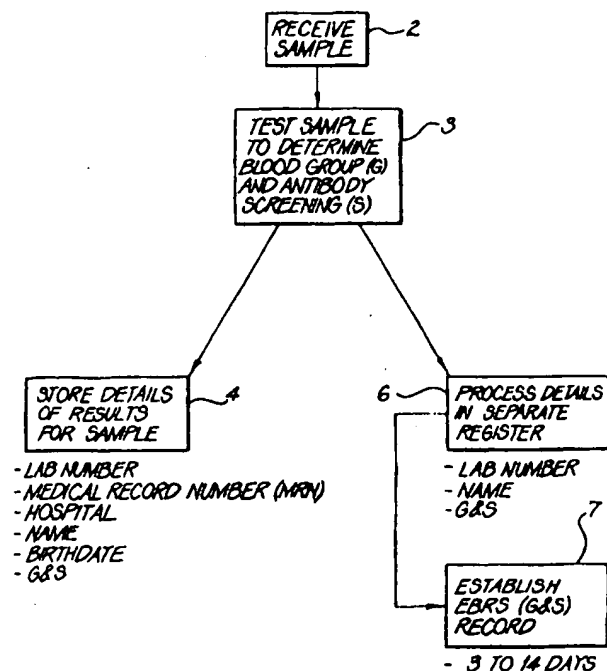 RECEIVE
SAMPLE
2
TEST SAMPLE
TO DETERMINE
BLOOD GROUP (G)
AND ANTIBODY
SCREENING (S)
3
STORE DETAILS
OF RESULTS
FOR SAMPLE
4
- LAB NUMBER
- MEDICAL RECORD NUMBER (MRN)
- HOSPITAL
- NAME
- BIRTHDATE
- G&S
6
PROCESS DETAILS
IN SEPARATE
REGISTER
- LAB NUMBER
- NAME
- G&S
7
ESTABLISH
EBRS (G&S)
RECORD
- 3 TO 14 DAYS